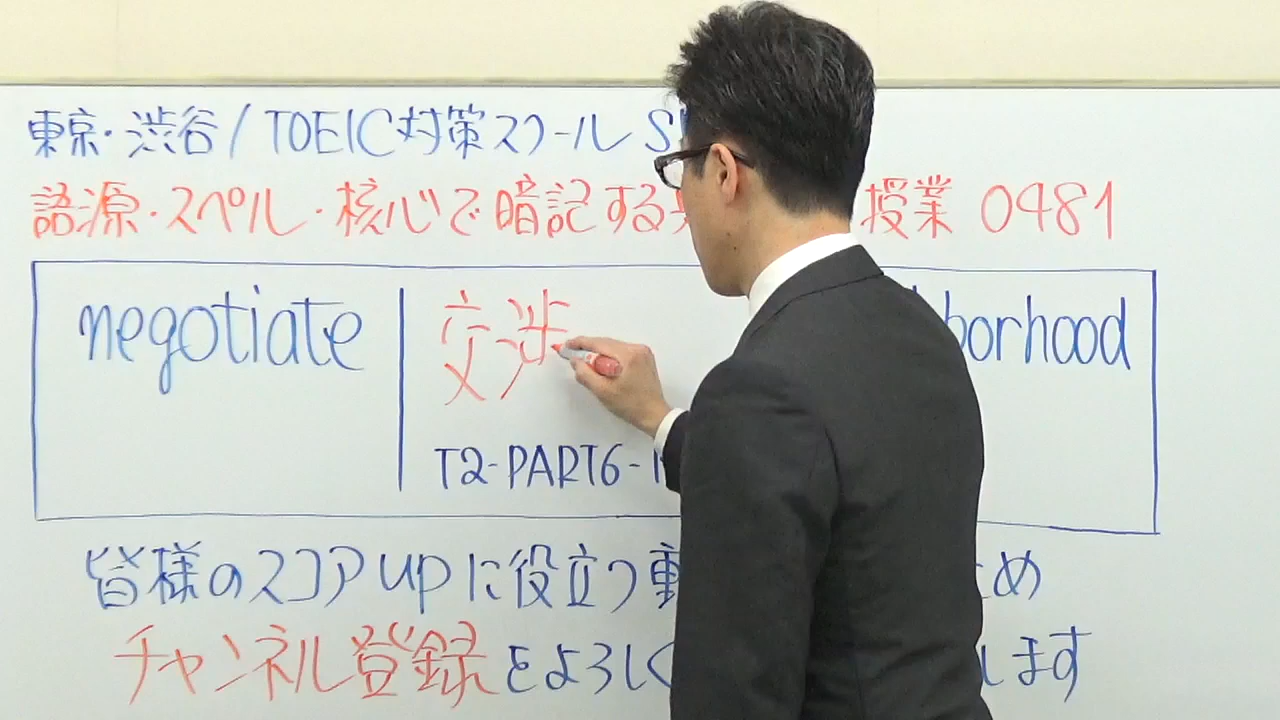 東京・渋谷/TOEIC対策スクール
語源・スペル・核心で暗記する 授業 0481
negotiate 交渉 borhood
T2-PART6-
皆様のスコアUPに役立つ動 ため
チャンネル登録をよろしく します